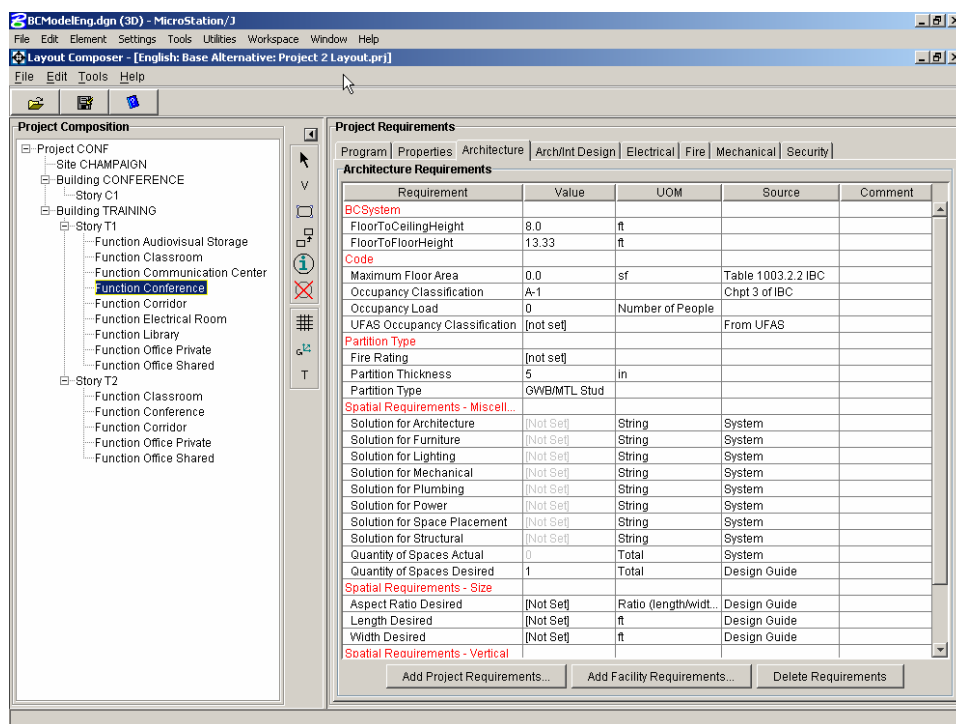 BCModelEng.dgn (3D) - MicroStation/J
File Edit Element Settings Tools Utilities Workspace Window Help
Layout Composer - [English: Base Alternative: Project 2 Layout.prj]
File Edit Tools Help
Project Composition
Project CONF
Site CHAMPAIGN
Building CONFERENCE
Story C1
Building TRAINING
Story T1
Function Audiovisual Storage
Function Classroom
Function Communication Center
Function Conference
Function Corridor
Function Electrical Room
Function Library
Function Office Private
Function Office Shared
Story T2
Function Classroom
Function Conference
Function Corridor
Function Office Private
Function Office Shared
V
T
Project Requirements
Program Properties Architecture Arch/Int Design Electrical Fire Mechanical Security
Architecture Requirements
Requirement Value UOM Source Comment
BCSystem
FloorToCeilingHeight 8.0 ft
FloorToFloorHeight 13.33 ft
Code
Maximum Floor Area 0.0 sf Table 1003.2.2 IBC
Occupancy Classification A-1 Chpt 3 of IBC
Occupancy Load 0 Number of People
UFAS Occupancy Classification [not set] From UFAS
Partition Type
Fire Rating [not set]
Partition Thickness 5 in
Partition Type GWB/MTL Stud
Spatial Requirements - Miscell...
Solution for Architecture [Not Set] String System
Solution for Furniture [Not Set] String System
Solution for Lighting [Not Set] String System
Solution for Mechanical [Not Set] String System
Solution for Plumbing [Not Set] String System
Solution for Power [Not Set] String System
Solution for Space Placement [Not Set] String System
Solution for Structural [Not Set] String System
Quantity of Spaces Actual 0 Total System
Quantity of Spaces Desired 1 Total Design Guide
Spatial Requirements - Size
Aspect Ratio Desired [Not Set] Ratio (length/widt... Design Guide
Length Desired [Not Set] ft Design Guide
Width Desired [Not Set] ft Design Guide
Spatial Requirements - Vertical
Add Project Requirements... Add Facility Requirements... Delete Requirements